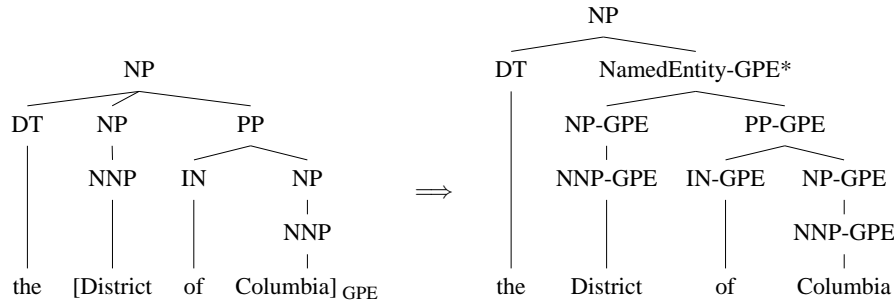 NP
NP DT NamedEntity-GPE*
DT NP PP NP-GPE PP-GPE
NNP IN NP ⟹ NNP-GPE IN-GPE NP-GPE
NNP NNP-GPE
the [District of Columbia] GPE the District of Columbia